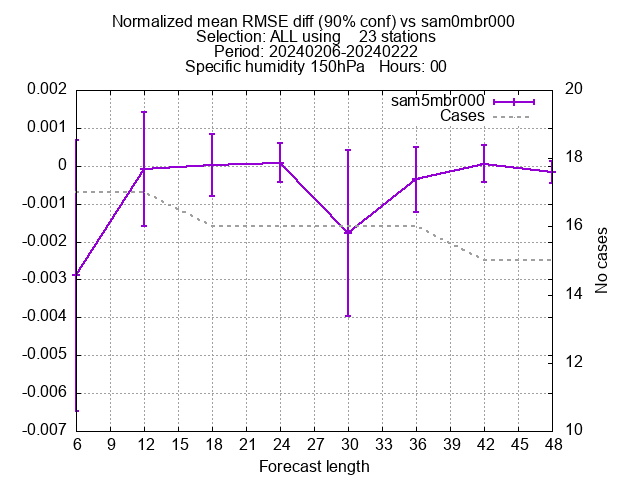 Normalized mean RMSE diff (90% conf) vs sam0mbr000
Selection: ALL using    23 stations
Period: 20240206-20240222
Specific humidity 150hPa   Hours: 00
sam5mbr000
Cases
0.002
0.001
0
-0.001
-0.002
-0.003
-0.004
-0.005
-0.006
-0.007
20
18
16
14
12
10
No cases
6 9 12 15 18 21 24 27 30 33 36 39 42 45 48
Forecast length